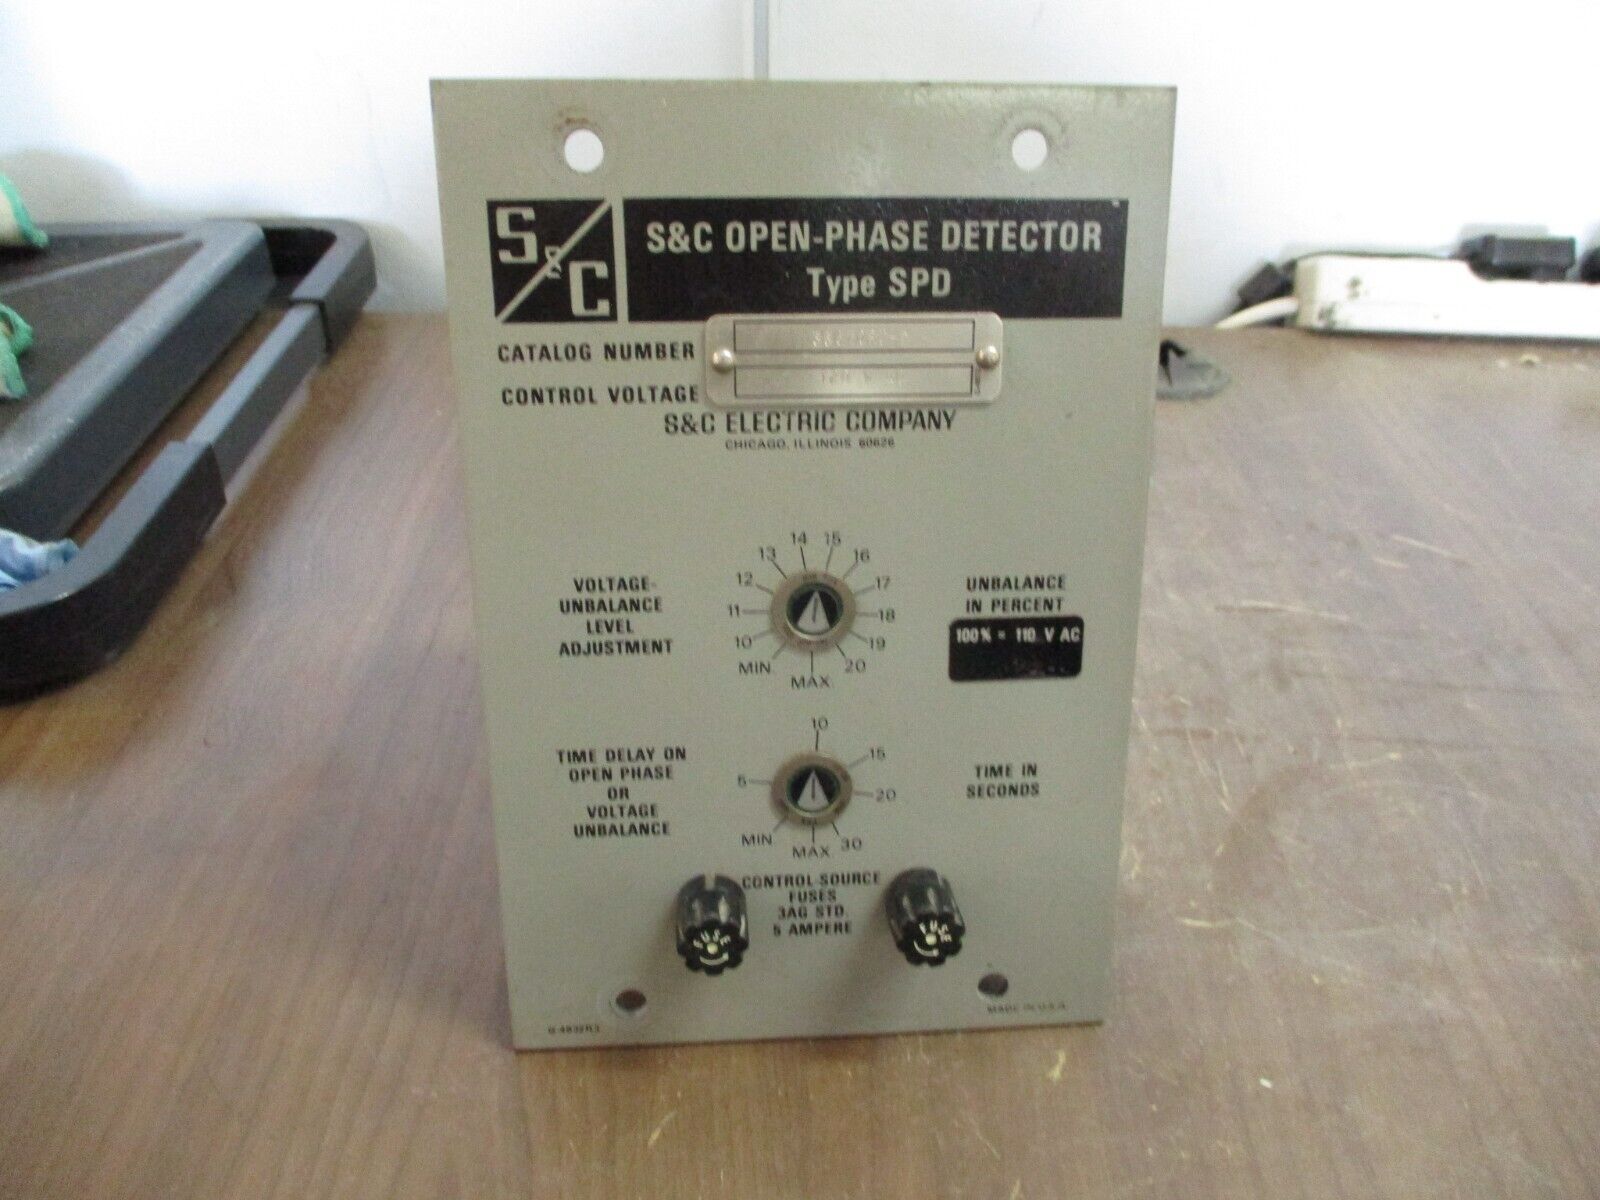 S&C
S&C OPEN-PHASE DETECTOR
Type SPD
CATALOG NUMBER
CONTROL VOLTAGE
S&C ELECTRIC COMPANY
CHICAGO, ILLINOIS 60626
VOLTAGE-
UNBALANCE
LEVEL
ADJUSTMENT
MIN. 10 11 12 13 14 15 16 17 18 19 20 MAX.
UNBALANCE
IN PERCENT
100% = 110 V AC
TIME DELAY ON
OPEN PHASE
OR
VOLTAGE
UNBALANCE
MIN. 5 10 15 20 30 MAX.
TIME IN
SECONDS
CONTROL-SOURCE
FUSES
3AG STD.
5 AMPERE
FUSE
FUSE
MADE IN U.S.A.